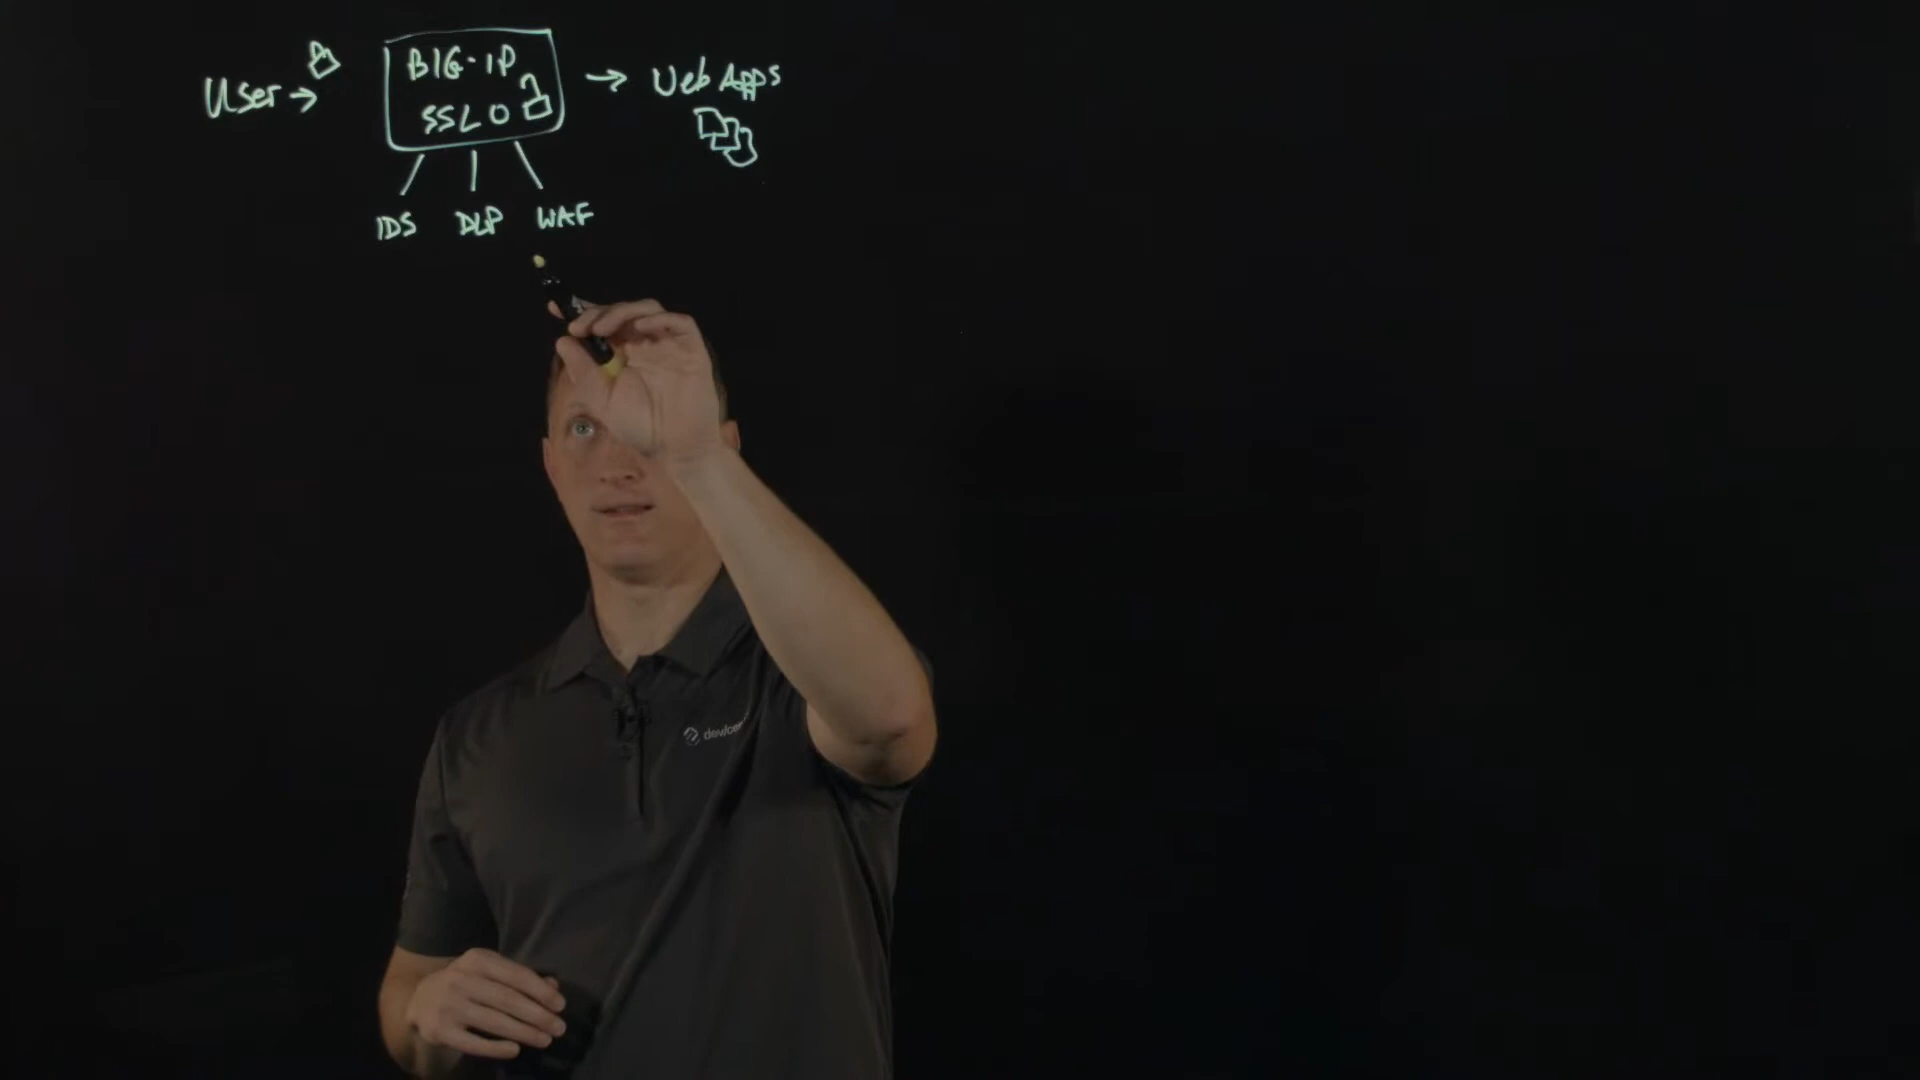 User →
BIG-IP
SSLO
→ Web Apps
IDS DLP WAF